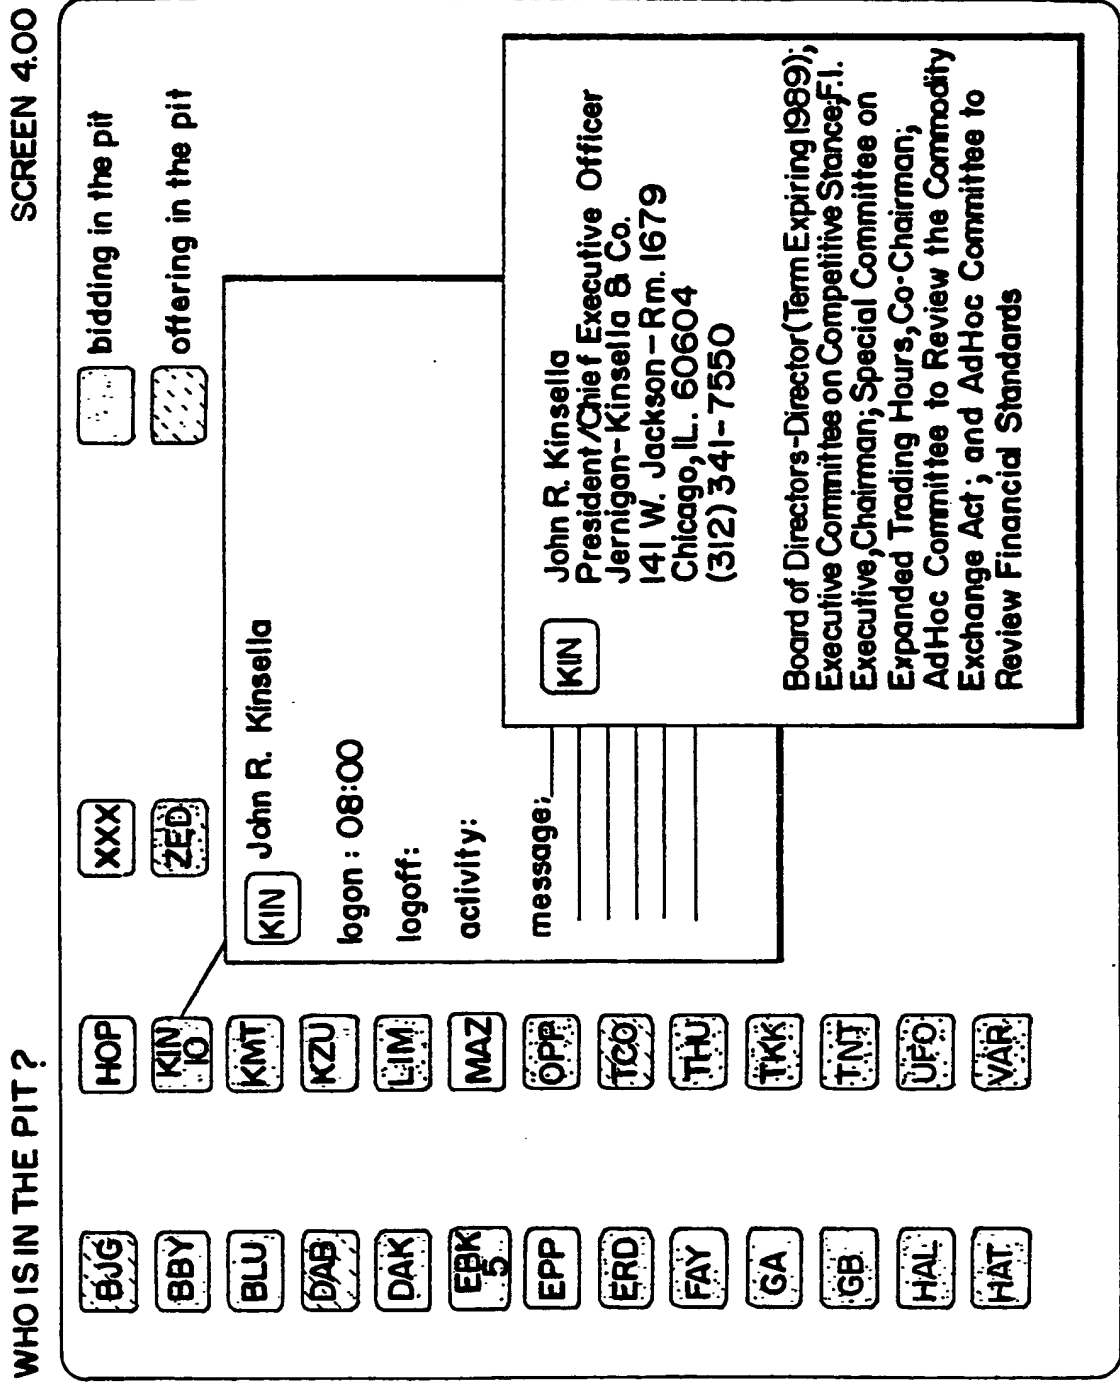 WHO IS IN THE PIT ?
SCREEN 4.00
BJG
BBY
BLU
DAB
DAK
EBK
5
EPP
ERD
FAY
GA
GB
HAL
HAT
HOP
KIN
10
KMT
KZU
LIM
MAZ
OPP
TCO
THU
TKK
TNT
UFO
VAR
XXX
ZED
bidding in the pit
offering in the pit
KIN
John R. Kinsella
logon : 08:00
logoff:
activity:
message:
KIN
John R. Kinsella
President/Chief Executive Officer
Jernigan-Kinsella & Co.
141 W. Jackson-Rm. 1679
Chicago, IL. 60604
(312) 341-7550
Board of Directors-Director(Term Expiring 1989);
Executive Committee on Competitive Stance;F.I.
Executive,Chairman; Special Committee on
Expanded Trading Hours, Co-Chairman;
AdHoc Committee to Review the Commodity
Exchange Act; and AdHoc Committee to
Review Financial Standards